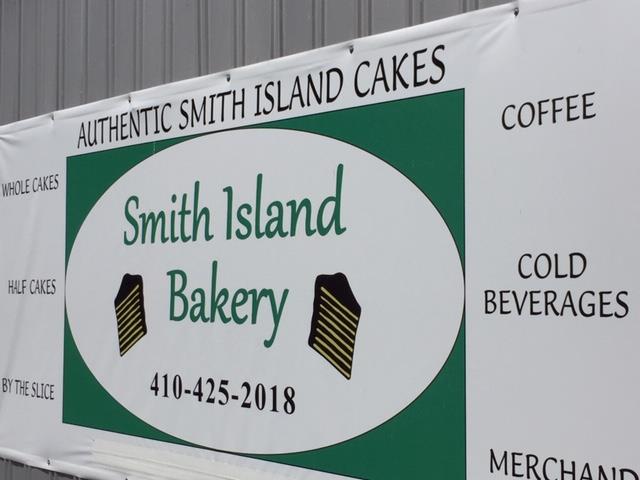 AUTHENTIC SMITH ISLAND CAKES
WHOLE CAKES
HALF CAKES
BY THE SLICE
Smith Island
Bakery
410-425-2018
COFFEE
COLD
BEVERAGES
MERCHAND